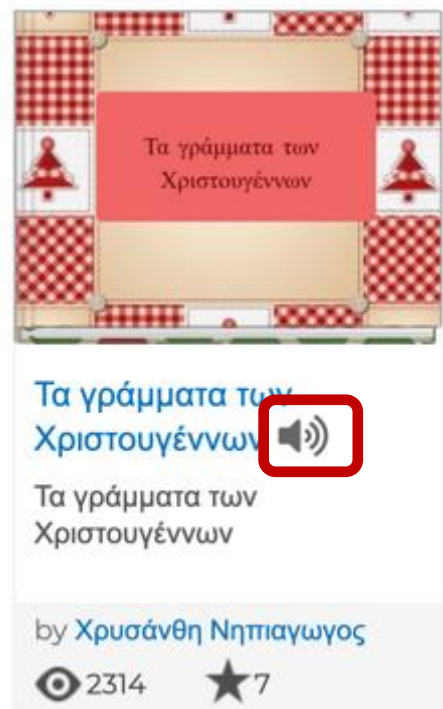 Τα γράμματα των
Χριστουγέννων
Τα γράμματα των
Χριστουγέννων
Τα γράμματα των
Χριστουγέννων
by Χρυσάνθη Νηπιαγωγος
2314 7